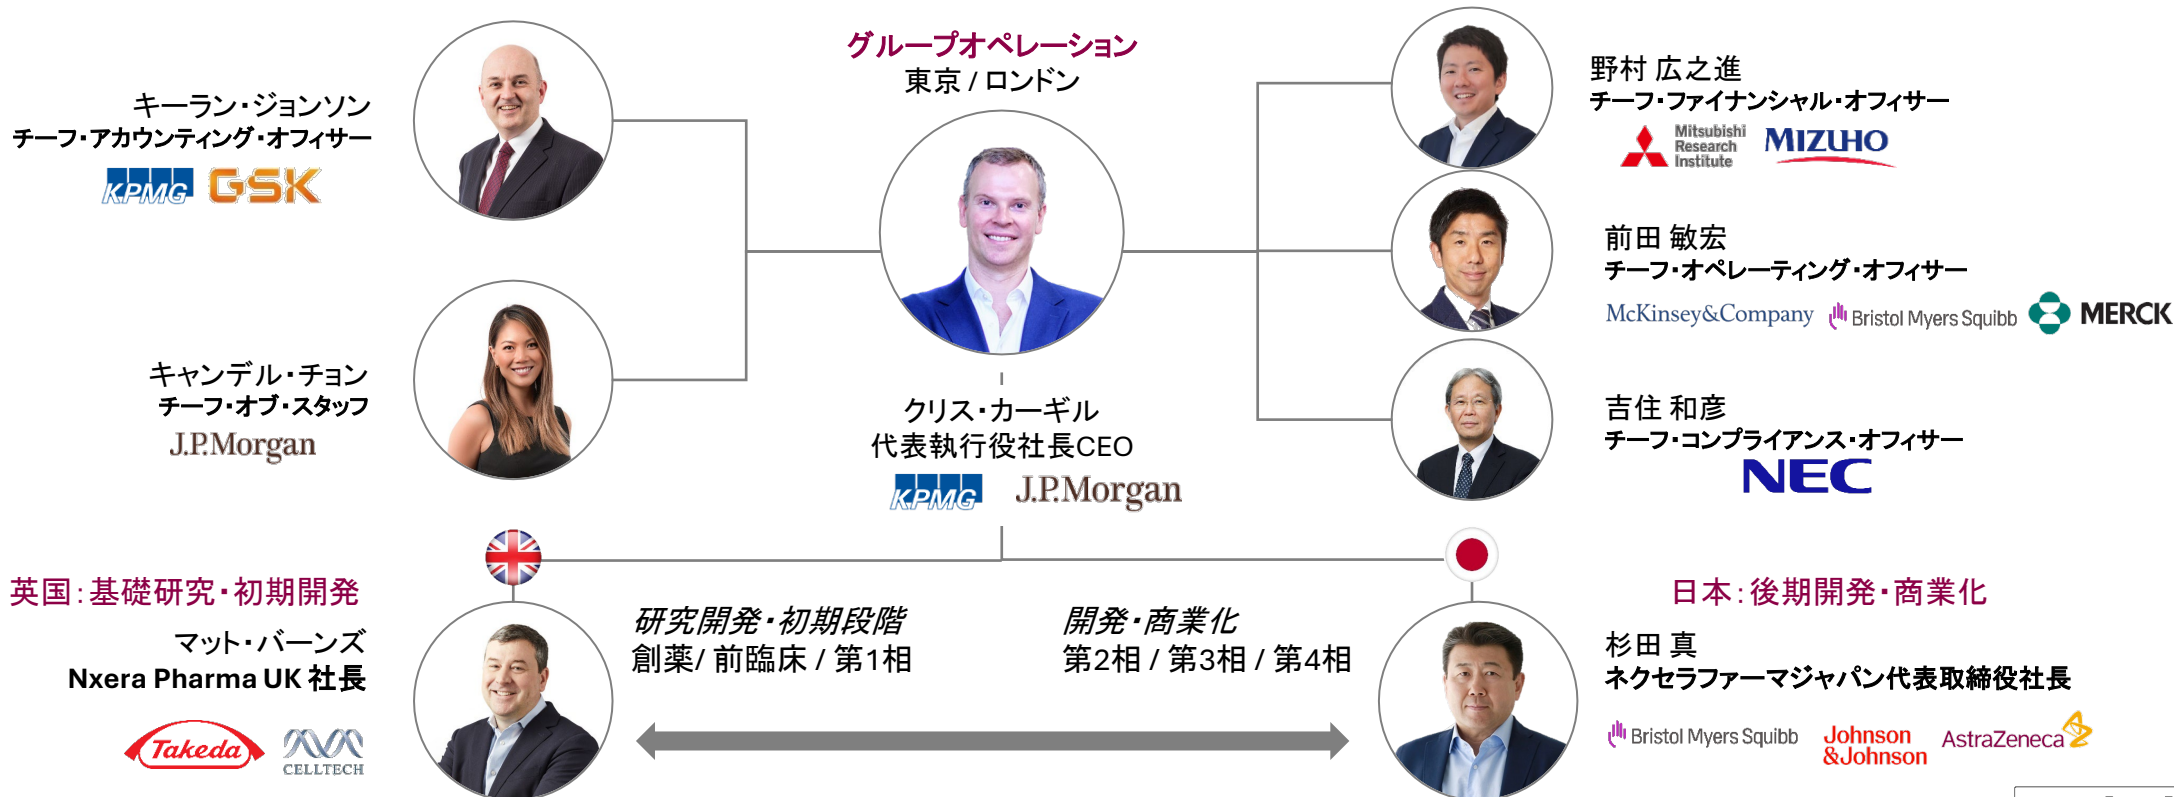 グループオペレーション
東京 / ロンドン
キーラン・ジョンソン
チーフ・アカウンティング・オフィサー
KPMG GSK
キャンデル・チョン
チーフ・オブ・スタッフ
J.P.Morgan
クリス・カーギル
代表執行役社長CEO
KPMG J.P.Morgan
野村 広之進
チーフ・ファイナンシャル・オフィサー
Mitsubishi
Research
Institute
MIZUHO
前田 敏宏
チーフ・オペレーティング・オフィサー
McKinsey&Company Bristol Myers Squibb MERCK
吉住 和彦
チーフ・コンプライアンス・オフィサー
NEC
英国：基礎研究・初期開発
マット・バーンズ
Nxera Pharma UK 社長
Takeda CELLTECH
研究開発・初期段階
創薬/ 前臨床 / 第1相
開発・商業化
第2相 / 第3相 / 第4相
日本：後期開発・商業化
杉田 真
ネクセラファーマジャパン代表取締役社長
Bristol Myers Squibb
Johnson
&Johnson
AstraZeneca